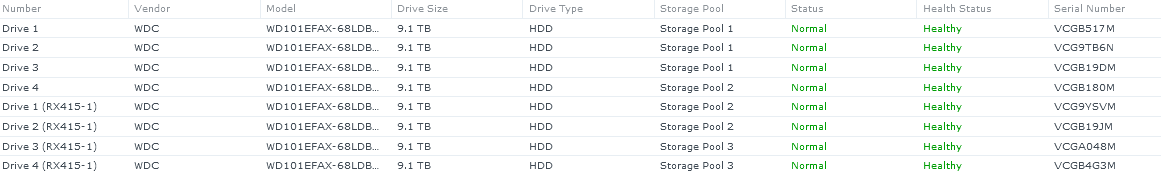 Number Vendor Model Drive Size Drive Type Storage Pool Status Health Status Serial Number
Drive 1 WDC WD101EFAX-68LDB... 9.1 TB HDD Storage Pool 1 Normal Healthy VCGB517M
Drive 2 WDC WD101EFAX-68LDB... 9.1 TB HDD Storage Pool 1 Normal Healthy VCG9TB6N
Drive 3 WDC WD101EFAX-68LDB... 9.1 TB HDD Storage Pool 1 Normal Healthy VCGB19DM
Drive 4 WDC WD101EFAX-68LDB... 9.1 TB HDD Storage Pool 2 Normal Healthy VCGB180M
Drive 1 (RX415-1) WDC WD101EFAX-68LDB... 9.1 TB HDD Storage Pool 2 Normal Healthy VCG9YSVM
Drive 2 (RX415-1) WDC WD101EFAX-68LDB... 9.1 TB HDD Storage Pool 2 Normal Healthy VCGB19JM
Drive 3 (RX415-1) WDC WD101EFAX-68LDB... 9.1 TB HDD Storage Pool 3 Normal Healthy VCGA048M
Drive 4 (RX415-1) WDC WD101EFAX-68LDB... 9.1 TB HDD Storage Pool 3 Normal Healthy VCGB4G3M